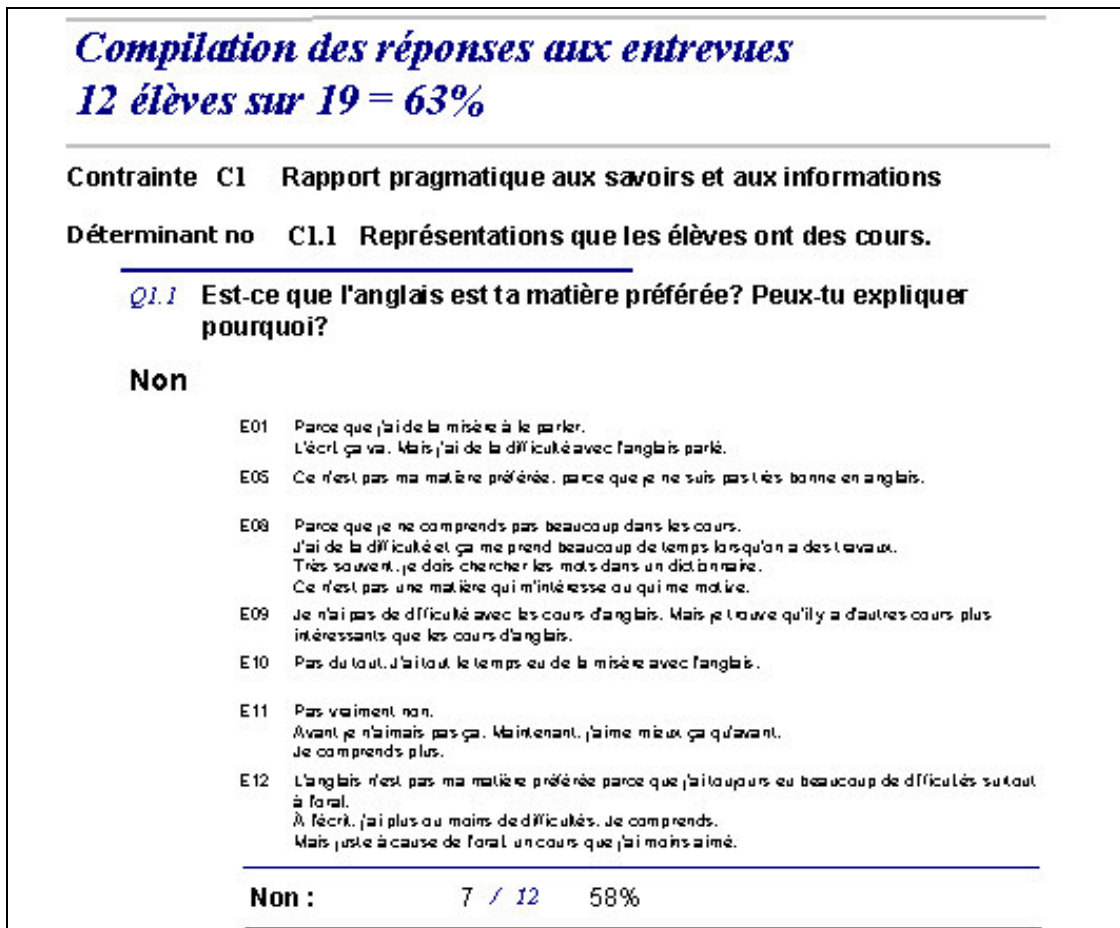 Compilation des réponses aux entrevues
12 élèves sur 19 = 63%
Contrainte C1 Rapport pragmatique aux savoirs et aux informations
Déterminant no C1.1 Représentations que les élèves ont des cours.
Q1.1 Est-ce que l'anglais est ta matière préférée? Peux-tu expliquer
pourquoi?
Non
E01 Parce que j'ai de la misère à le parler.
L'écrit ça va. Mais j'ai de la difficulté avec l'anglais parlé.
E05 Ce n'est pas ma matière préférée, parce que je ne suis pas très bonne en anglais.
E08 Parce que je ne comprends pas beaucoup dans les cours.
J'ai de la difficulté et ça me prend beaucoup de temps lorsqu'on a des travaux.
Très souvent, je dois chercher les mots dans un dictionnaire.
Ce n'est pas une matière qui m'intéresse ou qui me motive.
E09 Je n'ai pas de difficulté avec les cours d'anglais. Mais je trouve qu'il y a d'autres cours plus
intéressants que les cours d'anglais.
E10 Pas du tout. J'ai tout le temps eu de la misère avec l'anglais.
E11 Pas vraiment non.
Avant je n'aimais pas ça. Maintenant, j'aime mieux ça qu'avant.
Je comprends plus.
E12 L'anglais n'est pas ma matière préférée parce que j'ai toujours eu beaucoup de difficultés surtout
à l'oral.
À l'écrit, j'ai plus ou moins de difficultés. Je comprends.
Mais juste à cause de l'oral, un cours que j'ai moins aimé.
Non : 7 / 12 58%